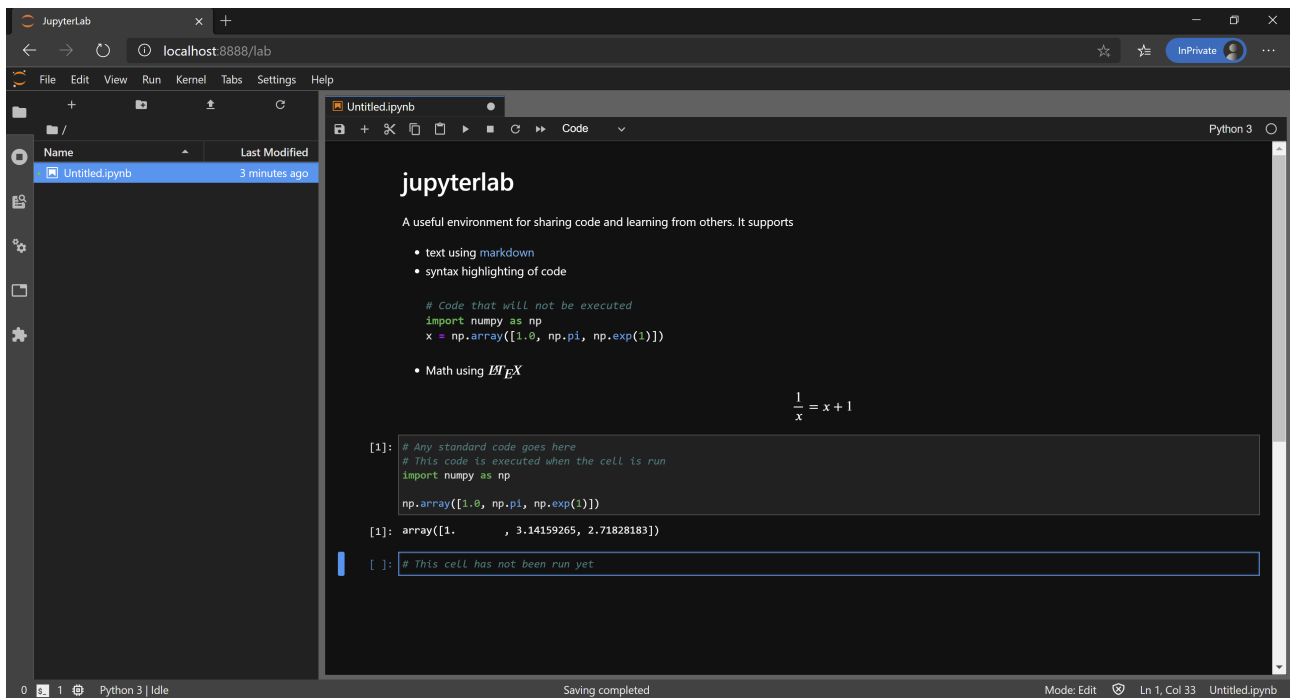 JupyterLab
localhost:8888/lab
InPrivate
File Edit View Run Kernel Tabs Settings Help
/
Name Last Modified
Untitled.ipynb 3 minutes ago
Untitled.ipynb
Code Python 3
jupyterlab
A useful environment for sharing code and learning from others. It supports
• text using markdown
• syntax highlighting of code
# Code that will not be executed
import numpy as np
x = np.array([1.0, np.pi, np.exp(1)])
• Math using LATEX
1/x = x + 1
[1]: # Any standard code goes here
# This code is executed when the cell is run
import numpy as np
np.array([1.0, np.pi, np.exp(1)])
[1]: array([1.        , 3.14159265, 2.71828183])
[ ]: # This cell has not been run yet
0 $_ 1 Python 3 | Idle Saving completed Mode: Edit Ln 1, Col 33 Untitled.ipynb